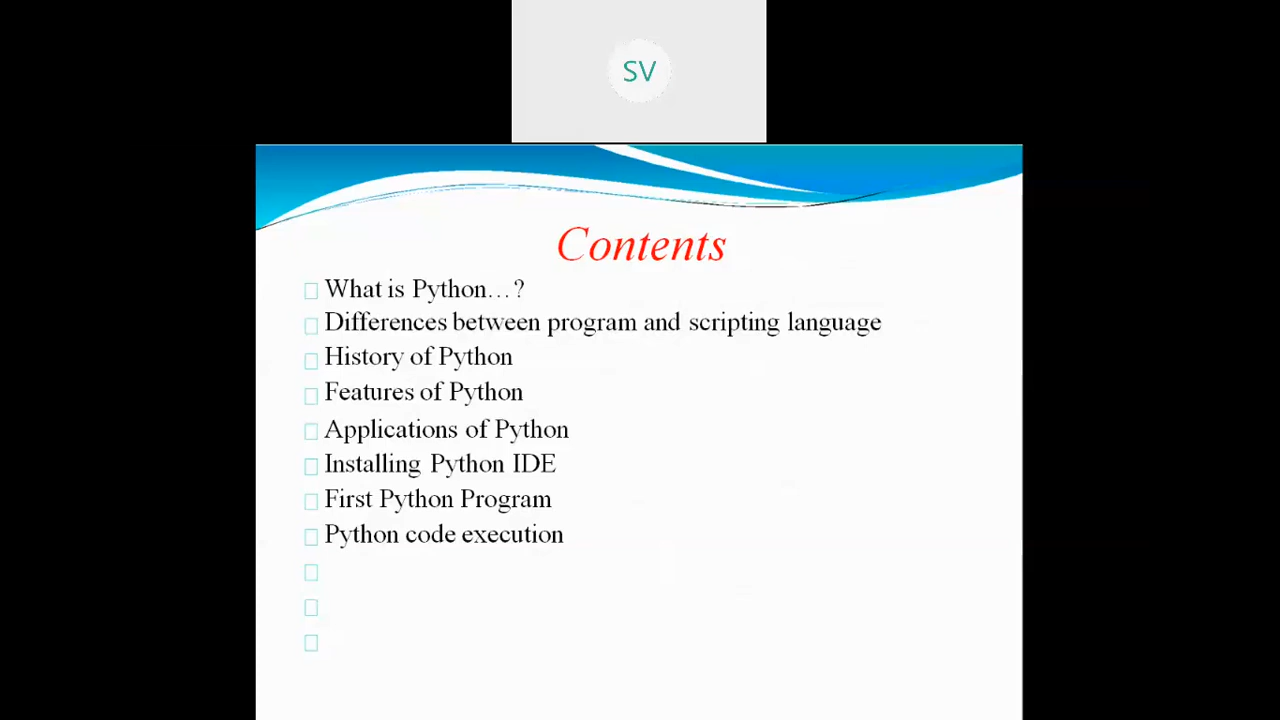 SV
Contents
What is Python...?
Differences between program and scripting language
History of Python
Features of Python
Applications of Python
Installing Python IDE
First Python Program
Python code execution